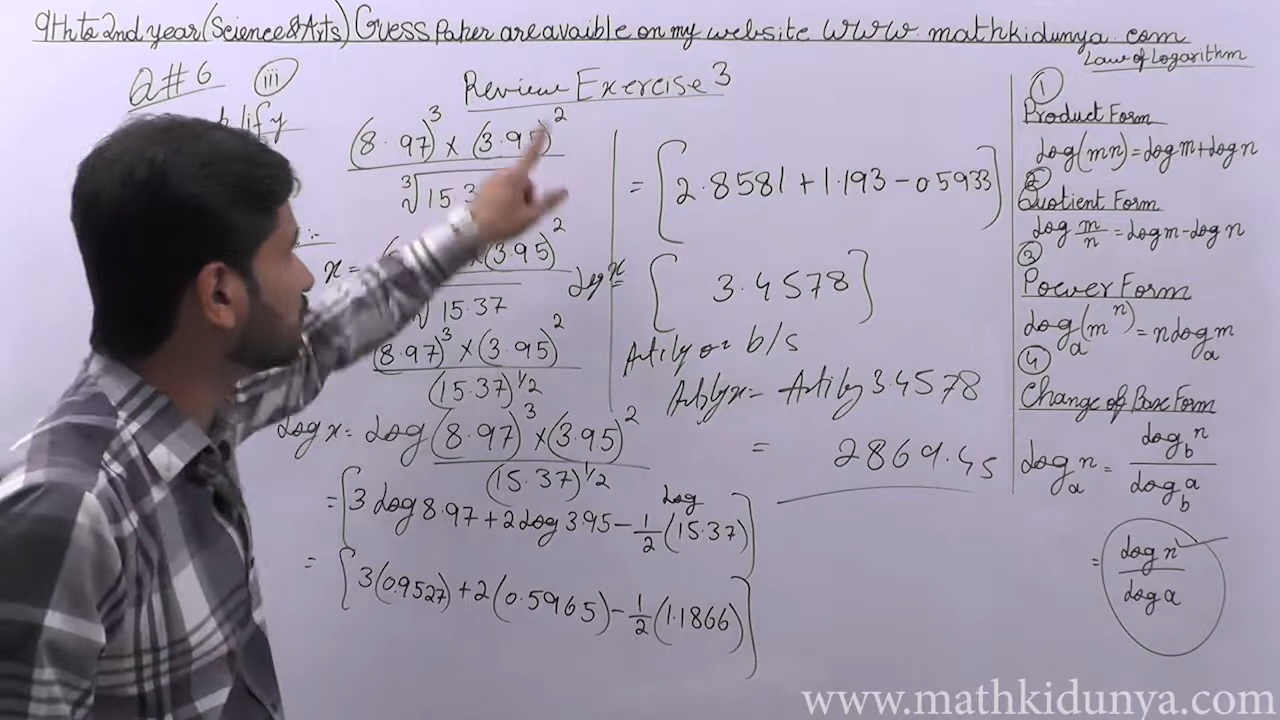 9th to 2nd year (Science & Arts) Guess Paper are avaible on my website www.mathkidunya.com
Q#6 iii
Review Exercise 3
(8.97)^3 × (3.95)^2
∛15.3
x =
×(3.95)^2
15.37
(8.97)^3 × (3.95)^2
(15.37)^1/2
Log x = Log (8.97)^3 × (3.95)^2
(15.37)^1/2
= [3 Log 8.97 + 2 Log 3.95 - 1/2 Log (15.37)]
= [3(0.9527) + 2(0.5965) - 1/2 (1.1866)]
= [2.8581 + 1.193 - 0.5933]
Log x = [3.4578]
b/s
3.4578
= 2869.45
Law of Logarithm
①
Product Form
Log(mn) = Log m + Log n
②
Quotient Form
Log m/n = Log m - Log n
③
Power Form
Log_a (m^n) = n Log_a m
④
Change of Base Form
Log_a n = Log_b n / Log_b a
= Log n / Log a
www.mathkidunya.com